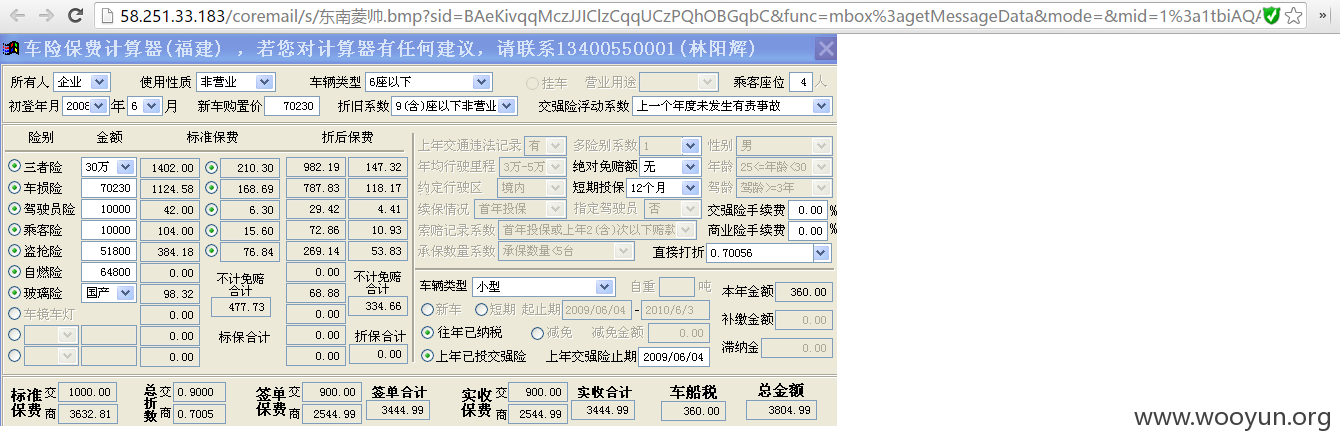 58.251.33.183/coremail/s/东南菱帅.bmp?sid=BAeKivqqMczJJIClzCqqUCzPQhOBGqbC&func=mbox%3agetMessageData&mode=&mid=1%3a1tbiAQA
车险保费计算器(福建) ,若您对计算器有任何建议,请联系13400550001(林阳辉)
所有人 企业 使用性质 非营业 车辆类型 6座以下 挂车 营业用途 乘客座位 4 人
初登年月 2008 年 6 月 新车购置价 70230 折旧系数 9(含)座以下非营业 交强险浮动系数 上一个年度未发生有责事故
险别 金额 标准保费 折后保费
三者险 30万 1402.00 210.30 982.19 147.32
车损险 70230 1124.58 168.69 787.83 118.17
驾驶员险 10000 42.00 6.30 29.42 4.41
乘客险 10000 104.00 15.60 72.86 10.93
盗抢险 51800 384.18 76.84 269.14 53.83
自燃险 64800 0.00 不计免赔合计 0.00 不计免赔合计
玻璃险 国产 98.32 477.73 68.88 334.66
车镜车灯 0.00 0.00
0.00 标保合计 0.00 折保合计
0.00 0.00 0.00
上年交通违法记录 有 多险别系数 1 性别 男
年均行驶里程 3万-5万 绝对免赔额 无 年龄 25<=年龄<30
约定行驶区 境内 短期投保 12个月 驾龄 驾龄>=3年
续保情况 首年投保 指定驾驶员 否 交强险手续费 0.00 %
索赔记录系数 首年投保或上年2(含)次以下赔款 商业险手续费 0.00 %
承保数量系数 承保数量<5台 直接打折 0.70056
车辆类型 小型 自重 吨 本年金额 360.00
新车 短期 起止期 2009/06/04 - 2010/6/3 补缴金额 0.00
往年已纳税 减免 减免金额 0.00 滞纳金 0.00
上年已投交强险 上年交强险止期 2009/06/04
标准保费 交 1000.00 总折数 交 0.9000 签单保费 交 900.00 签单合计 实收保费 交 900.00 实收合计 车船税 总金额
商 3632.81 商 0.7005 商 2544.99 3444.99 商 2544.99 3444.99 360.00 3804.99
www.wooyun.org